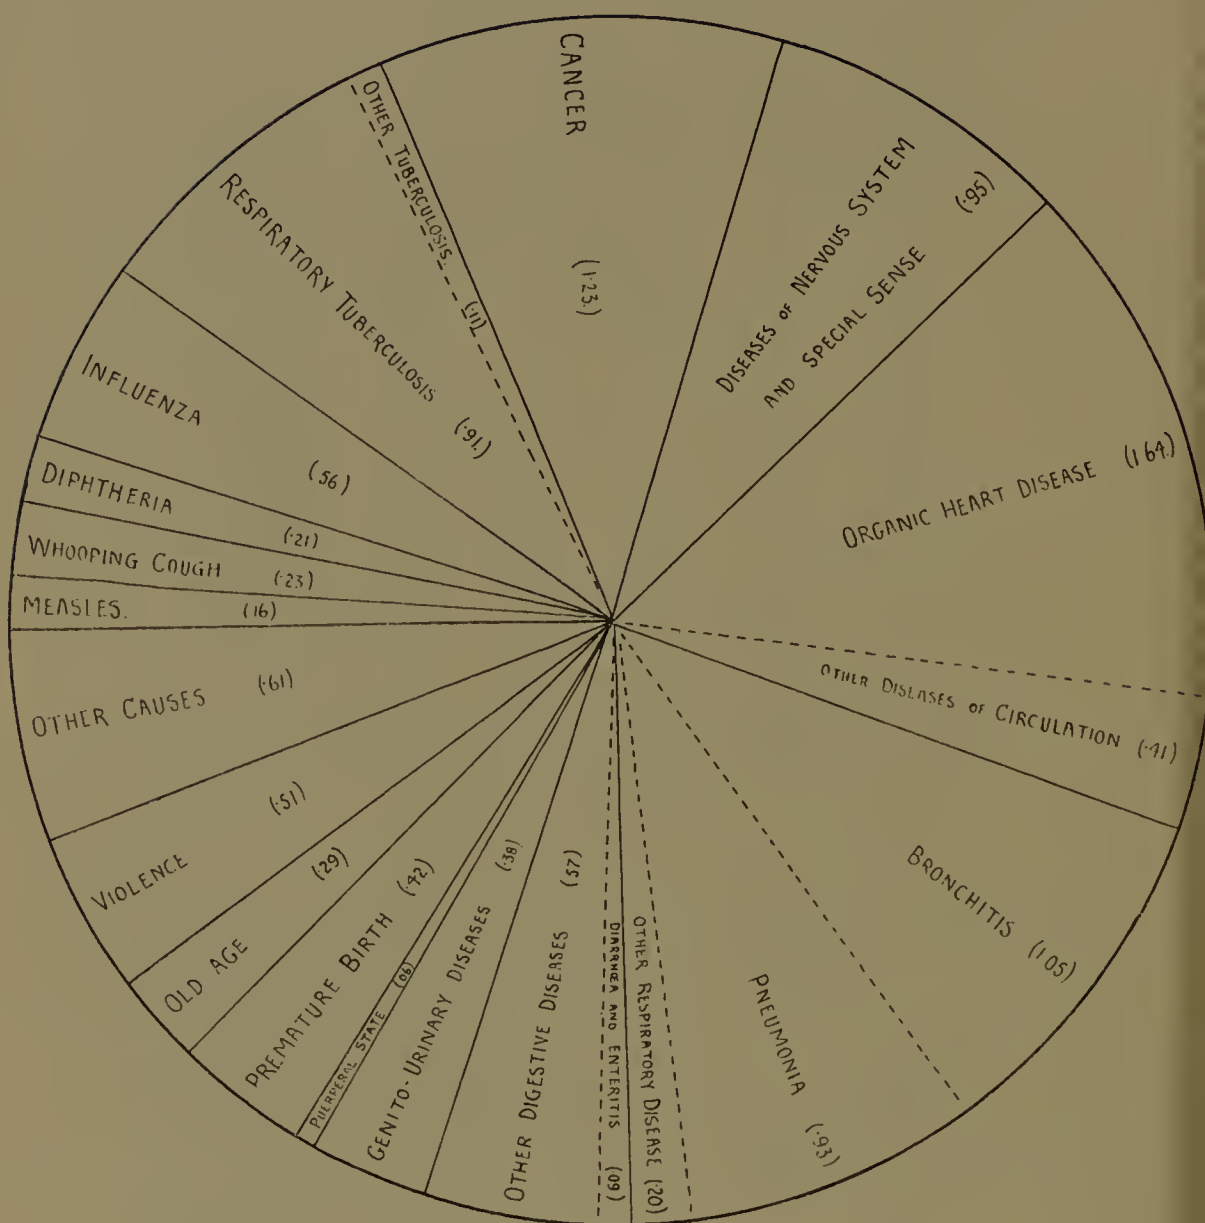 CANCER
(1·23.)
DISEASES OF NERVOUS SYSTEM
AND SPECIAL SENSE
(·95)
ORGANIC HEART DISEASE (1 64.)
OTHER DISEASES OF CIRCULATION (·41)
BRONCHITIS (1 05)
PNEUMONIA (·93)
OTHER RESPIRATORY DISEASE (·20)
DIARRHŒA AND ENTERITIS (09)
OTHER DIGESTIVE DISEASES (57)
GENITO-URINARY DISEASES (·38)
PUERPERAL STATE (06)
PREMATURE BIRTH (·42)
OLD AGE (·29)
VIOLENCE (·51)
OTHER CAUSES (·61)
MEASLES. (16)
WHOOPING COUGH (·23)
DIPHTHERIA (·21)
INFLUENZA (·56)
RESPIRATORY TUBERCULOSIS (·91.)
OTHER TUBERCULOSIS. (·11)